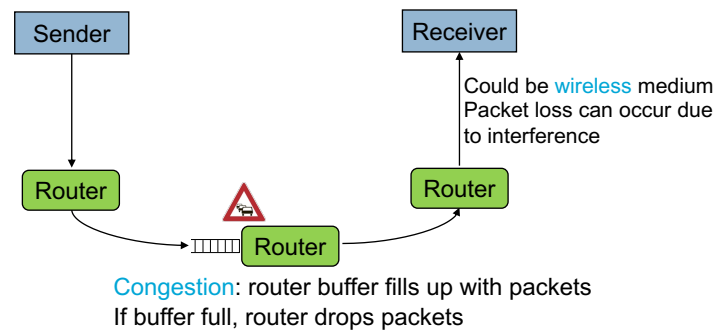 Sender
Receiver
Could be wireless medium
Packet loss can occur due
to interference
Router
Router
Router
Congestion: router buffer fills up with packets
If buffer full, router drops packets